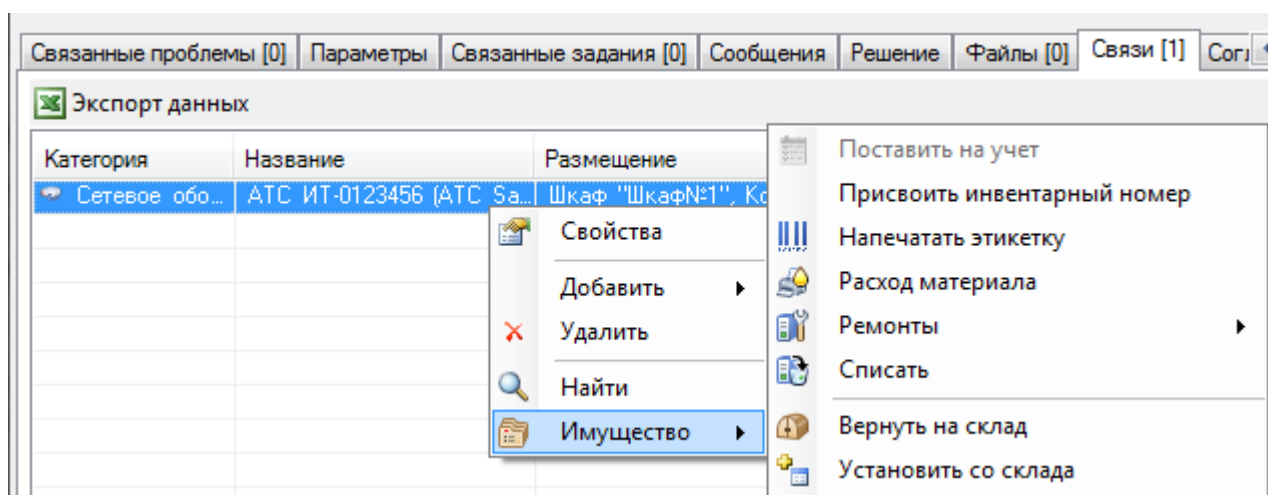 Связанные проблемы [0] Параметры Связанные задания [0] Сообщения Решение Файлы [0] Связи [1] Согл
Экспорт данных
Категория Название Размещение
Сетевое обо... АТС ИТ-0123456 (АТС Sa... Шкаф "Шкаф№1", Ко
Свойства
Добавить
Удалить
Найти
Имущество
Поставить на учет
Присвоить инвентарный номер
Напечатать этикетку
Расход материала
Ремонты
Списать
Вернуть на склад
Установить со склада